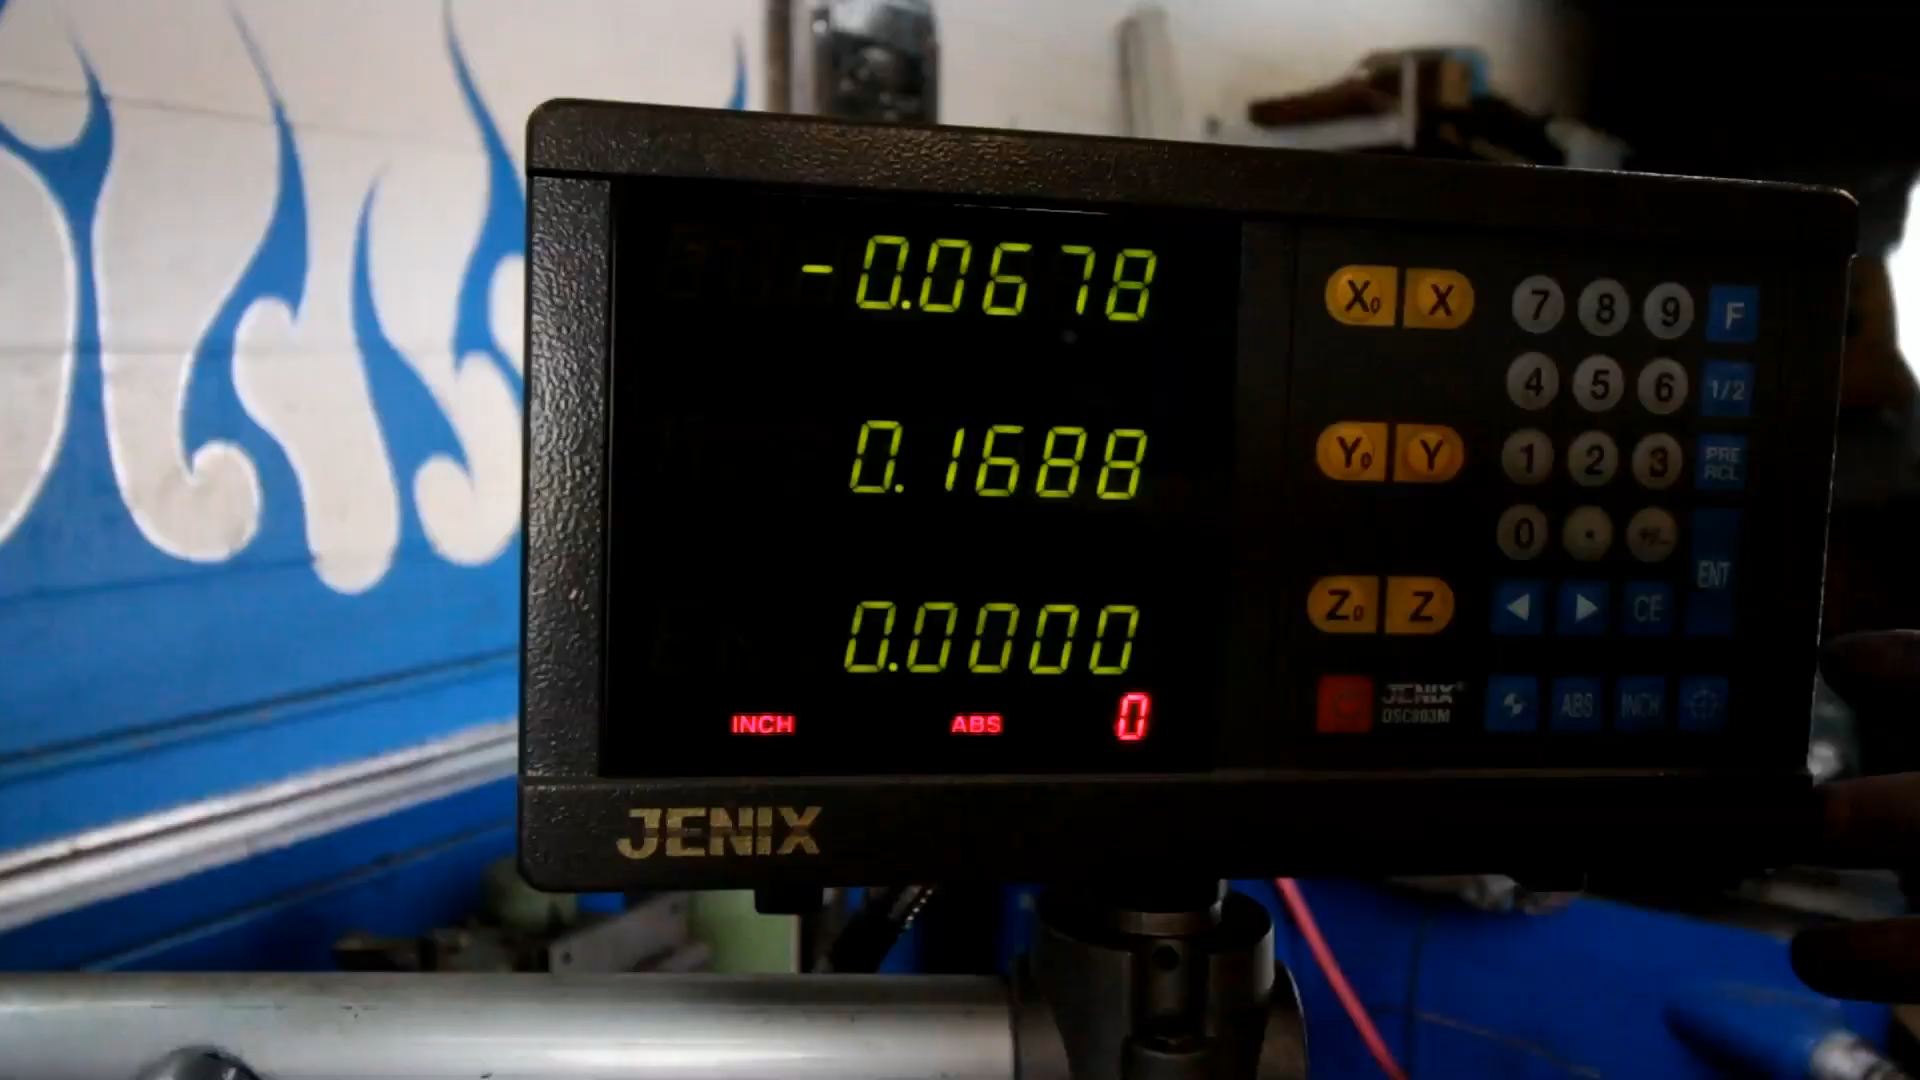 -0.0678
0.1688
0.0000
INCH ABS 0
X₀ X
Y₀ Y
Z₀ Z
7 8 9 F
4 5 6 1/2
1 2 3 PRE RCL
0 . +/- ENT
CE
JENIX®
ABS INCH
JENIX